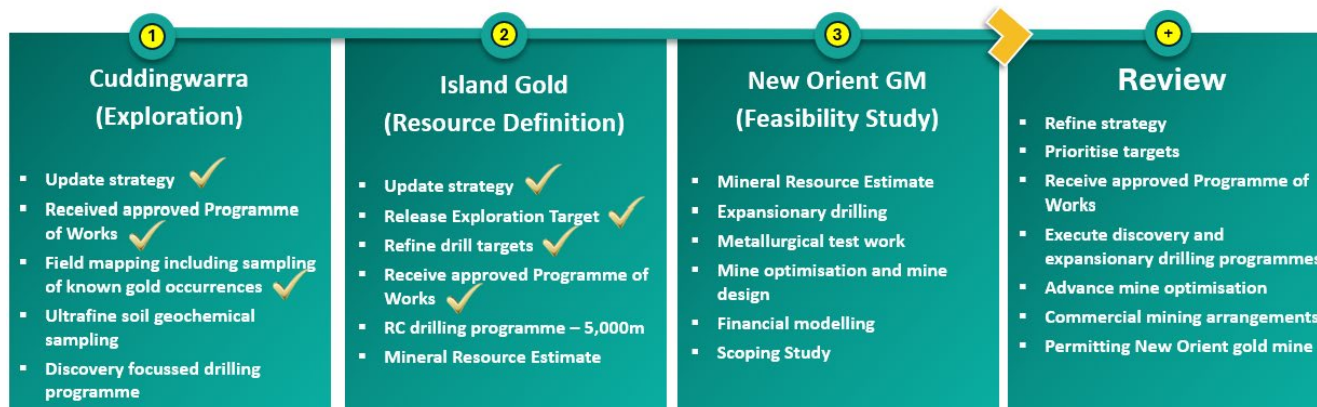 1
Cuddingwarra
(Exploration)
Update strategy
Received approved Programme
of Works
Field mapping including sampling
of known gold occurrences
Ultrafine soil geochemical
sampling
Discovery focussed drilling
programme
2
Island Gold
(Resource Definition)
Update strategy
Release Exploration Target
Refine drill targets
Receive approved Programme of
Works
RC drilling programme – 5,000m
Mineral Resource Estimate
3
New Orient GM
(Feasibility Study)
Mineral Resource Estimate
Expansionary drilling
Metallurgical test work
Mine optimisation and mine
design
Financial modelling
Scoping Study
+
Review
Refine strategy
Prioritise targets
Receive approved Programme of
Works
Execute discovery and
expansionary drilling programmes
Advance mine optimisation
Commercial mining arrangements
Permitting New Orient gold mine